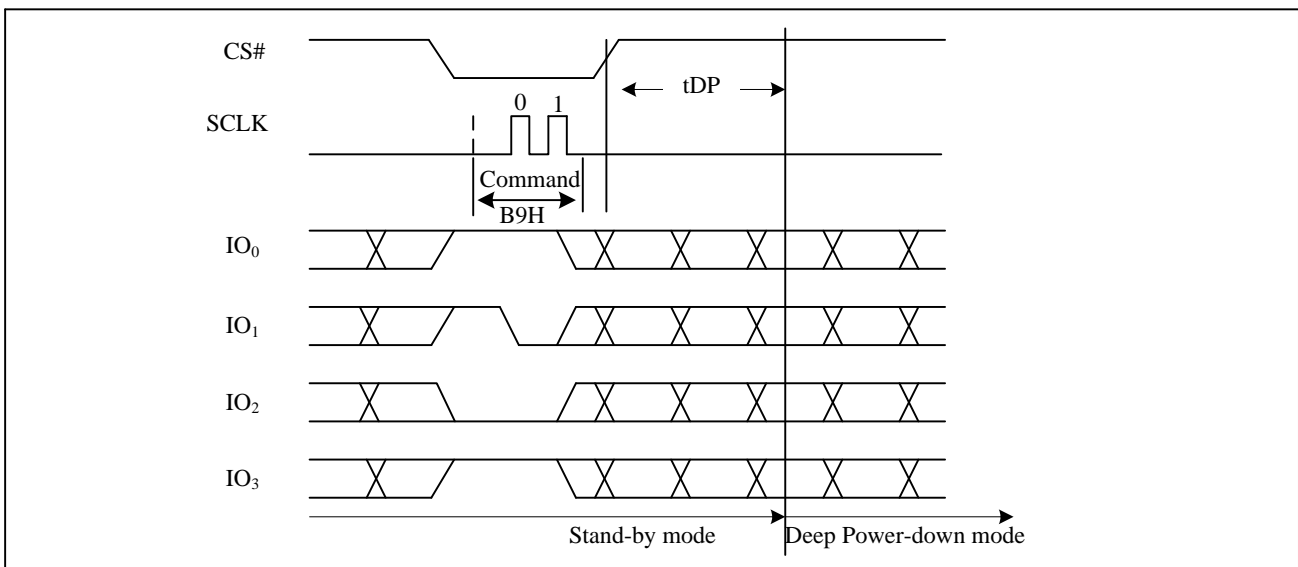 CS#
tDP
0 1
SCLK
Command
B9H
IO0
IO1
IO2
IO3
Stand-by mode Deep Power-down mode